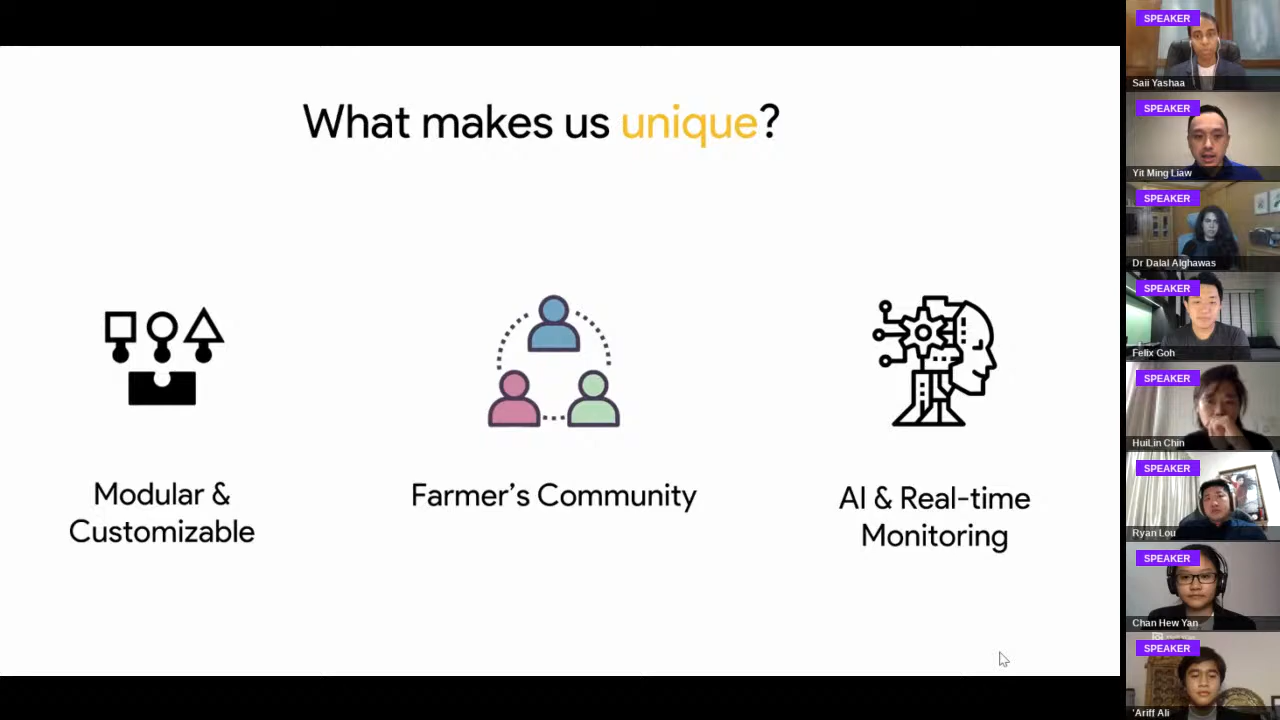 What makes us unique?
Modular &
Customizable
Farmer's Community
AI & Real-time
Monitoring
SPEAKER
Saii Yashaa
SPEAKER
Yit Ming Liaw
SPEAKER
Dr Dalal Alghawas
SPEAKER
Felix Goh
SPEAKER
HuiLin Chin
SPEAKER
Ryan Lou
SPEAKER
Chan Hew Yan
SPEAKER
'Ariff Ali